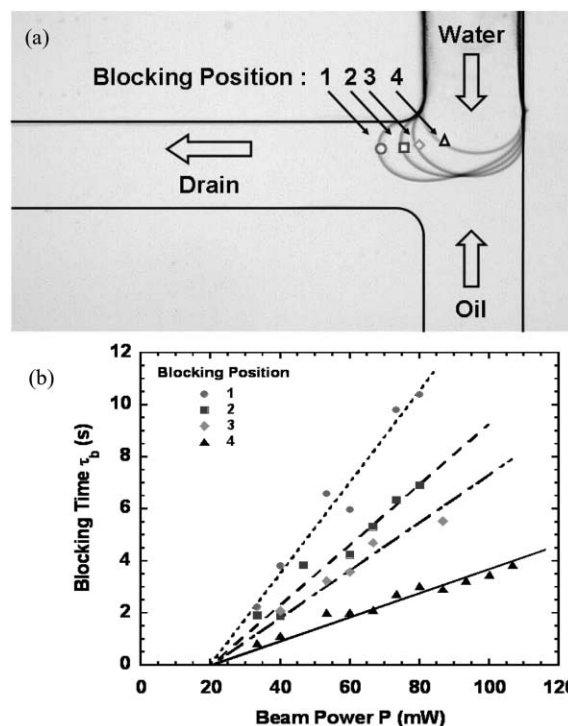 (a)
Water
Blocking Position : 1 2 3 4
Drain
Oil
(b)
12
10
8
6
4
2
0
Blocking Time τb (s)
Blocking Position
1
2
3
4
0 20 40 60 80 100 120
Beam Power P (mW)